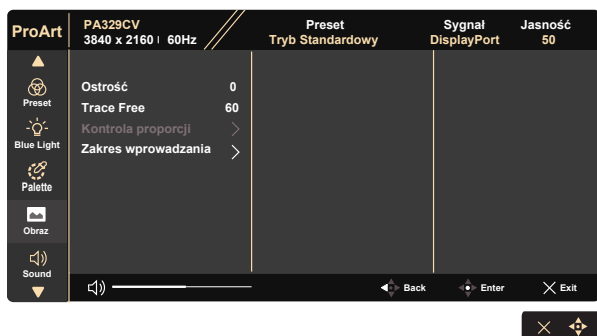 ProArt
PA329CV
3840 x 2160 | 60Hz
Preset
Tryb Standardowy
Sygnał
DisplayPort
Jasność
50
Preset
Blue Light
Palette
Obraz
Sound
Ostrość 0
Trace Free 60
Kontrola proporcji
Zakres wprowadzania
Back
Enter
Exit